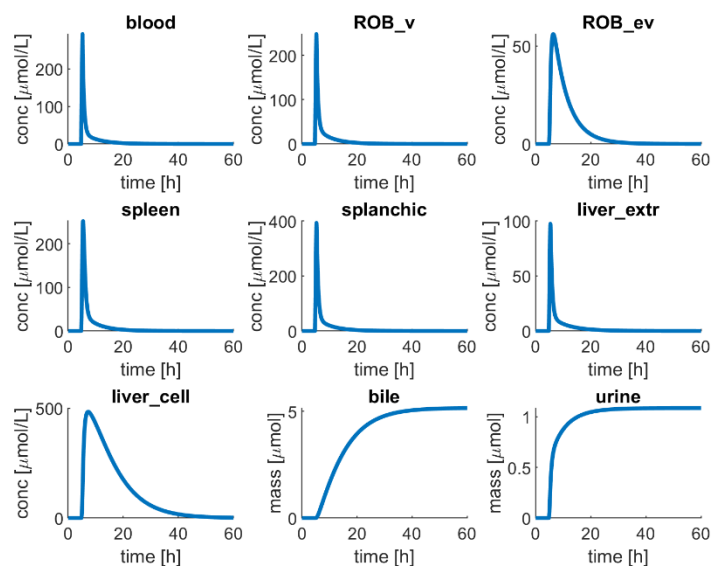 blood
ROB_v
ROB_ev
conc [μmol/L]
200
100
0
0 20 40 60
time [h]
conc [μmol/L]
200
100
0
0 20 40 60
time [h]
conc [μmol/L]
50
0
0 20 40 60
time [h]
spleen
splanchic
liver_extr
conc [μmol/L]
200
100
0
0 20 40 60
time [h]
conc [μmol/L]
400
200
0
0 20 40 60
time [h]
conc [μmol/L]
100
50
0
0 20 40 60
time [h]
liver_cell
bile
urine
conc [μmol/L]
500
0
0 20 40 60
time [h]
mass [μmol]
5
0
0 20 40 60
time [h]
mass [μmol]
1
0.5
0
0 20 40 60
time [h]